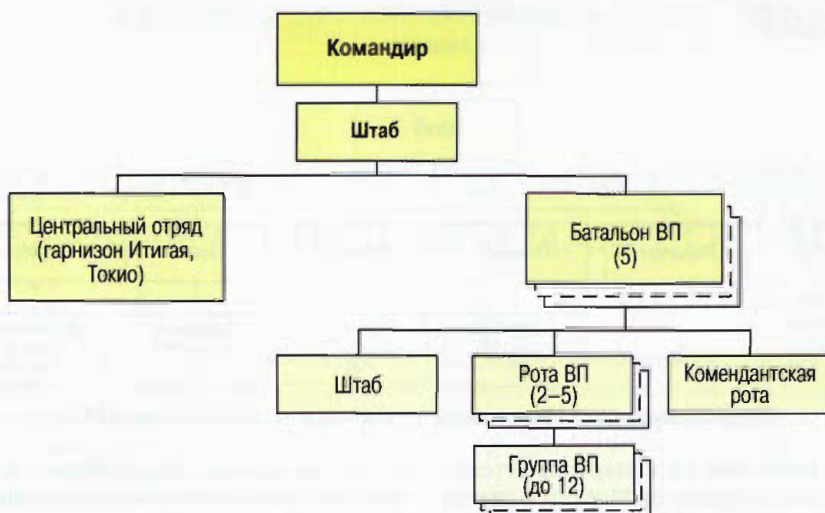 Командир
Штаб
Центральный отряд
(гарнизон Итигая,
Токио)
Батальон ВП
(5)
Штаб
Рота ВП
(2–5)
Комендантская
рота
Группа ВП
(до 12)